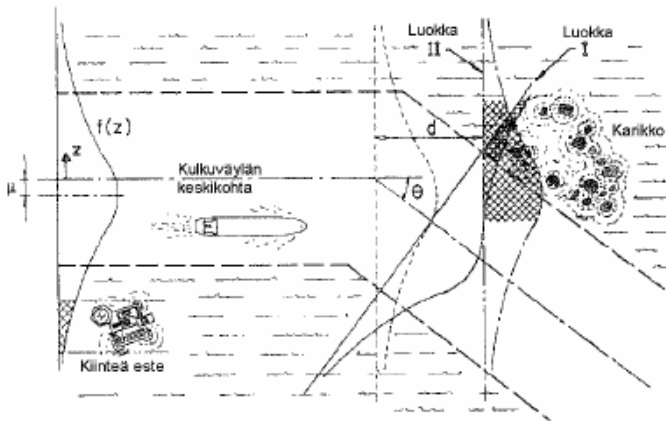 Luokka
II
Luokka
I
f(z)
z
d
Karikko
Kulkuväylän
keskikohta
μ
θ
Kiinteä este